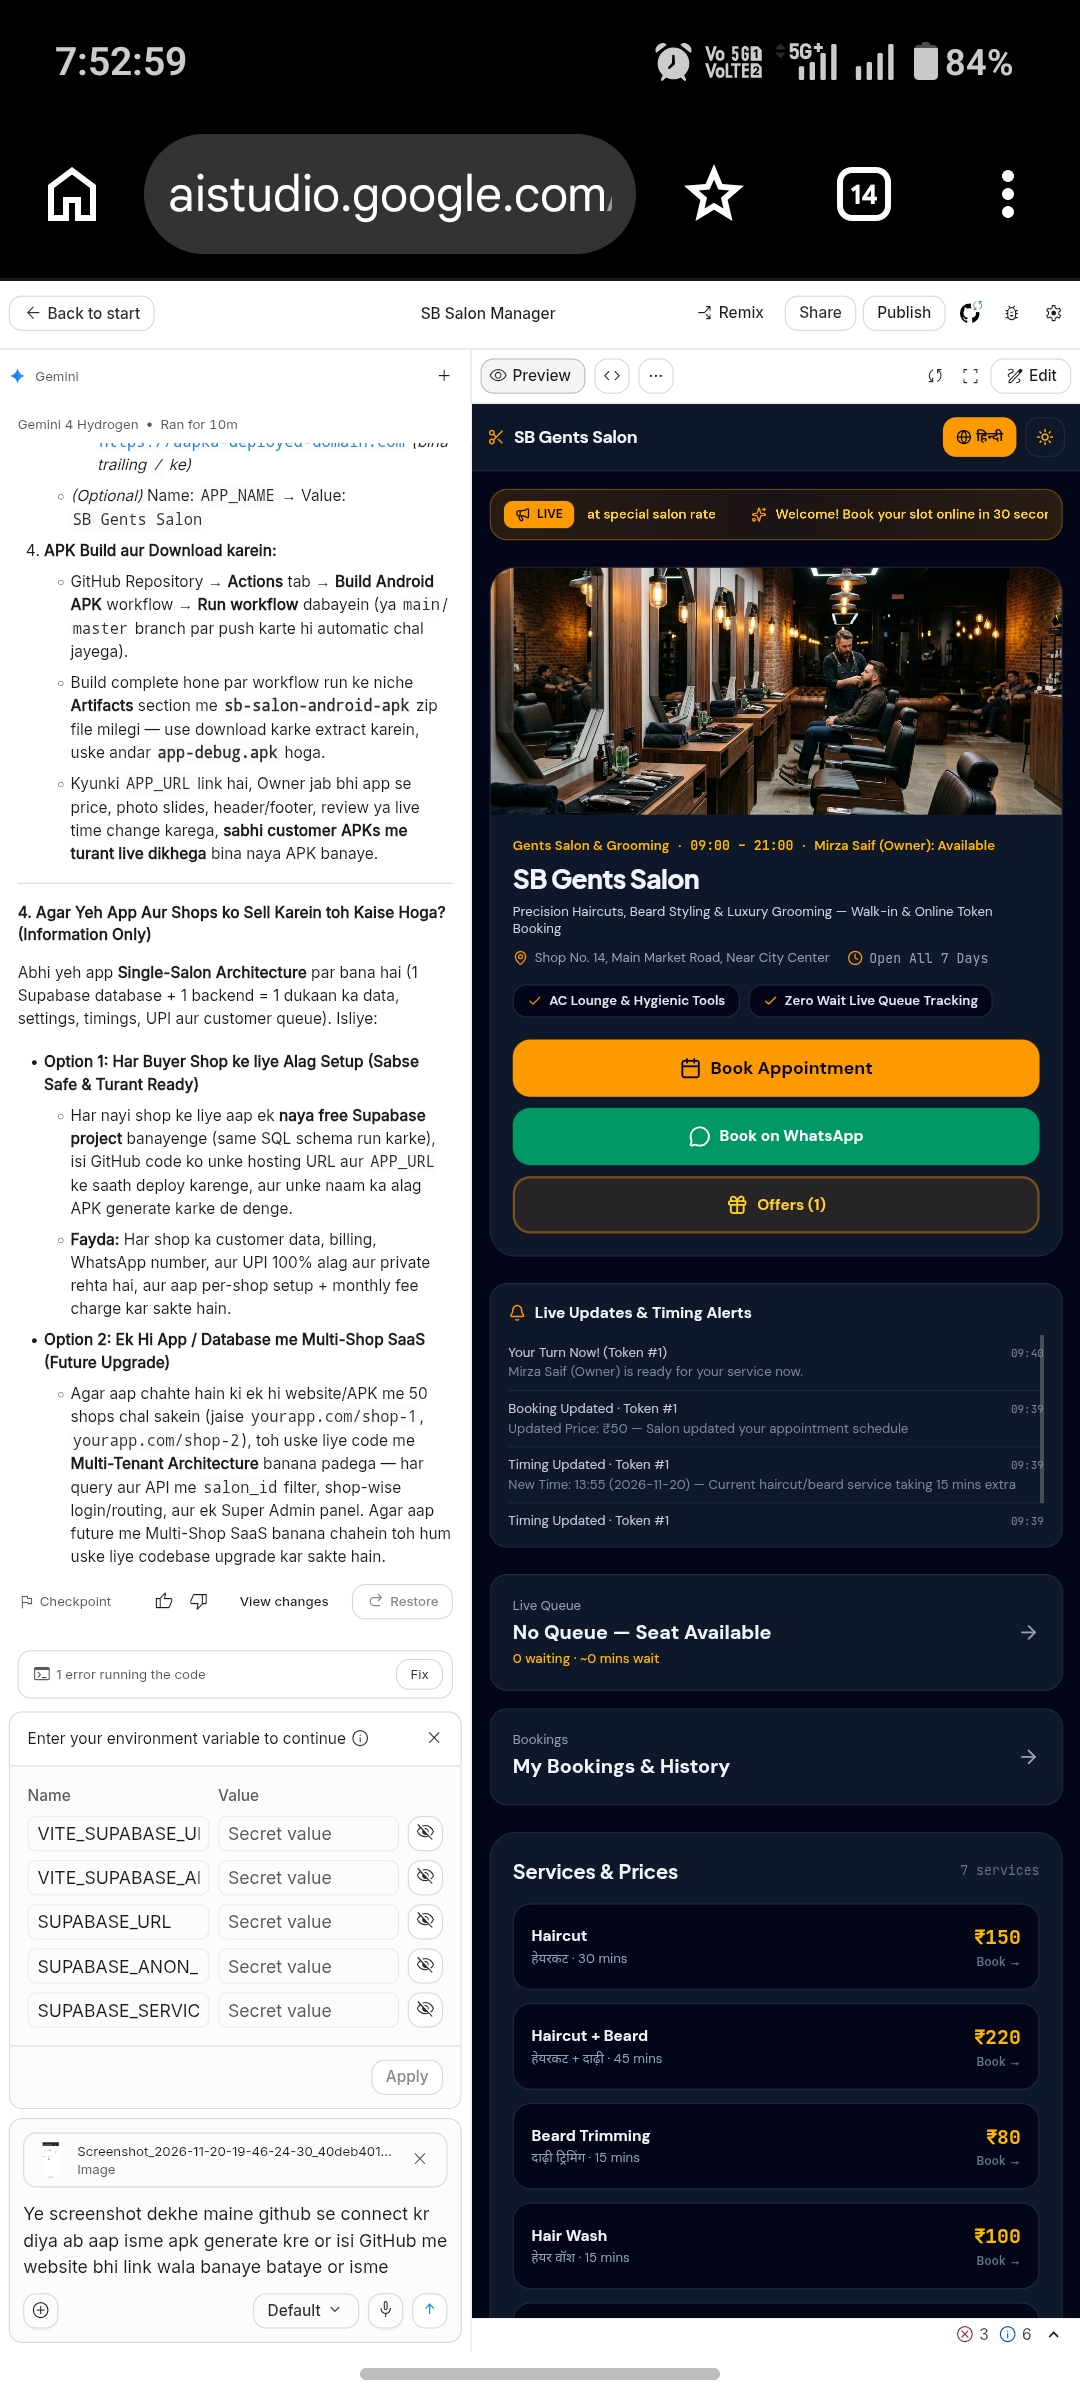 7:52:59
Vo 5G1
VoLTE2
5G+
84%
aistudio.google.com/
14
Back to start
SB Salon Manager
Remix
Share
Publish
Gemini
Preview
Edit
Gemini 4 Hydrogen • Ran for 10m
https://aapka-deployed-domain.com (bina
trailing / ke)
(Optional) Name: APP_NAME → Value:
SB Gents Salon
4. APK Build aur Download karein:
GitHub Repository → Actions tab → Build Android
APK workflow → Run workflow dabayein (ya main/
master branch par push karte hi automatic chal
jayega).
Build complete hone par workflow run ke niche
Artifacts section me sb-salon-android-apk zip
file milegi — use download karke extract karein,
uske andar app-debug.apk hoga.
Kyunki APP_URL link hai, Owner jab bhi app se
price, photo slides, header/footer, review ya live
time change karega, sabhi customer APKs me
turant live dikhega bina naya APK banaye.
4. Agar Yeh App Aur Shops ko Sell Karein toh Kaise Hoga?
(Information Only)
Abhi yeh app Single-Salon Architecture par bana hai (1
Supabase database + 1 backend = 1 dukaan ka data,
settings, timings, UPI aur customer queue). Isliye:
• Option 1: Har Buyer Shop ke liye Alag Setup (Sabse
Safe & Turant Ready)
Har nayi shop ke liye aap ek naya free Supabase
project banayenge (same SQL schema run karke),
isi GitHub code ko unke hosting URL aur APP_URL
ke saath deploy karenge, aur unke naam ka alag
APK generate karke de denge.
Fayda: Har shop ka customer data, billing,
WhatsApp number, aur UPI 100% alag aur private
rehta hai, aur aap per-shop setup + monthly fee
charge kar sakte hain.
• Option 2: Ek Hi App / Database me Multi-Shop SaaS
(Future Upgrade)
Agar aap chahte hain ki ek hi website/APK me 50
shops chal sakein (jaise yourapp.com/shop-1,
yourapp.com/shop-2), toh uske liye code me
Multi-Tenant Architecture banana padega — har
query aur API me salon_id filter, shop-wise
login/routing, aur ek Super Admin panel. Agar aap
future me Multi-Shop SaaS banana chahein toh hum
uske liye codebase upgrade kar sakte hain.
Checkpoint
View changes
Restore
1 error running the code
Fix
Enter your environment variable to continue
Name
Value
VITE_SUPABASE_U
Secret value
VITE_SUPABASE_A
Secret value
SUPABASE_URL
Secret value
SUPABASE_ANON_
Secret value
SUPABASE_SERVIC
Secret value
Apply
Screenshot_2026-11-20-19-46-24-30_40deb401...
Image
Ye screenshot dekhe maine github se connect kr
diya ab aap isme apk generate kre or isi GitHub me
website bhi link wala banaye bataye or isme
Default
SB Gents Salon
हिन्दी
LIVE
at special salon rate
Welcome! Book your slot online in 30 secor
Gents Salon & Grooming · 09:00 - 21:00 · Mirza Saif (Owner): Available
SB Gents Salon
Precision Haircuts, Beard Styling & Luxury Grooming — Walk-in & Online Token
Booking
Shop No. 14, Main Market Road, Near City Center
Open All 7 Days
AC Lounge & Hygienic Tools
Zero Wait Live Queue Tracking
Book Appointment
Book on WhatsApp
Offers (1)
Live Updates & Timing Alerts
Your Turn Now! (Token #1)
09:40
Mirza Saif (Owner) is ready for your service now.
Booking Updated · Token #1
09:39
Updated Price: ₹50 — Salon updated your appointment schedule
Timing Updated · Token #1
09:39
New Time: 13:55 (2026-11-20) — Current haircut/beard service taking 15 mins extra
Timing Updated · Token #1
09:39
Live Queue
No Queue — Seat Available
0 waiting · ~0 mins wait
Bookings
My Bookings & History
Services & Prices
7 services
Haircut
₹150
हेयरकट · 30 mins
Book →
Haircut + Beard
₹220
हेयरकट + दाढ़ी · 45 mins
Book →
Beard Trimming
₹80
दाढ़ी ट्रिमिंग · 15 mins
Book →
Hair Wash
₹100
हेयर वॉश · 15 mins
Book →
3
6